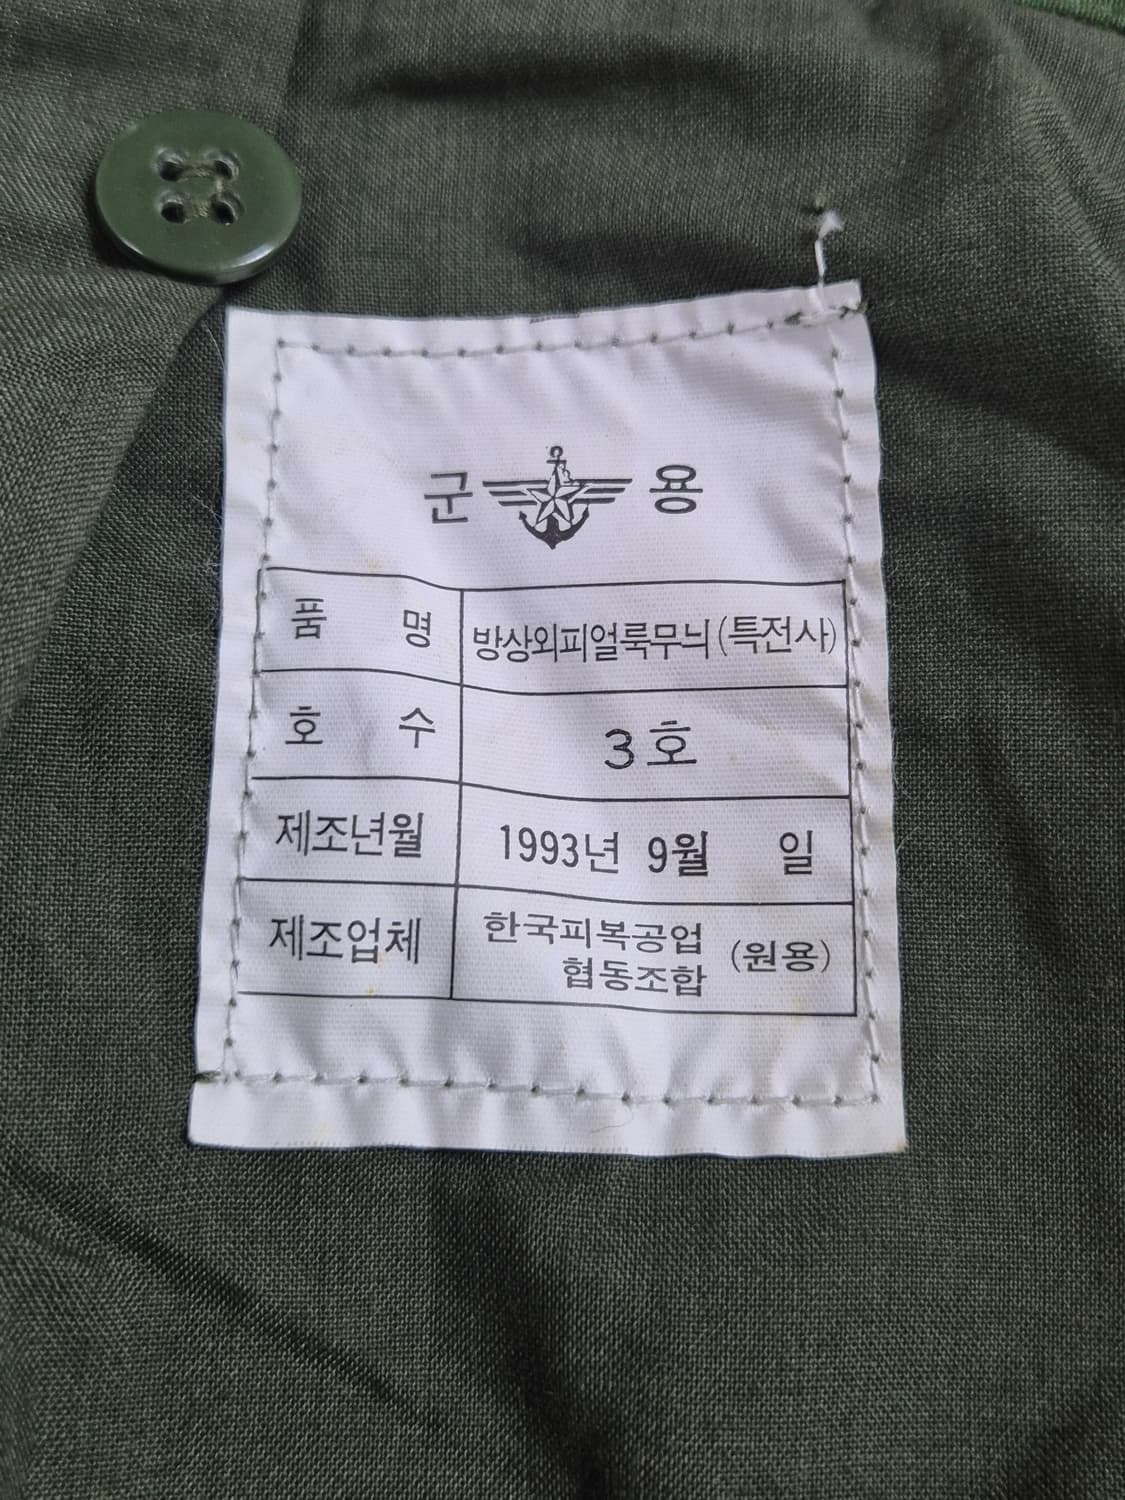 군 용
품 명 방상외피얼룩무늬(특전사)
호 수 3호
제조년월 1993년 9월 일
제조업체 한국피복공업 (원용)
협동조합